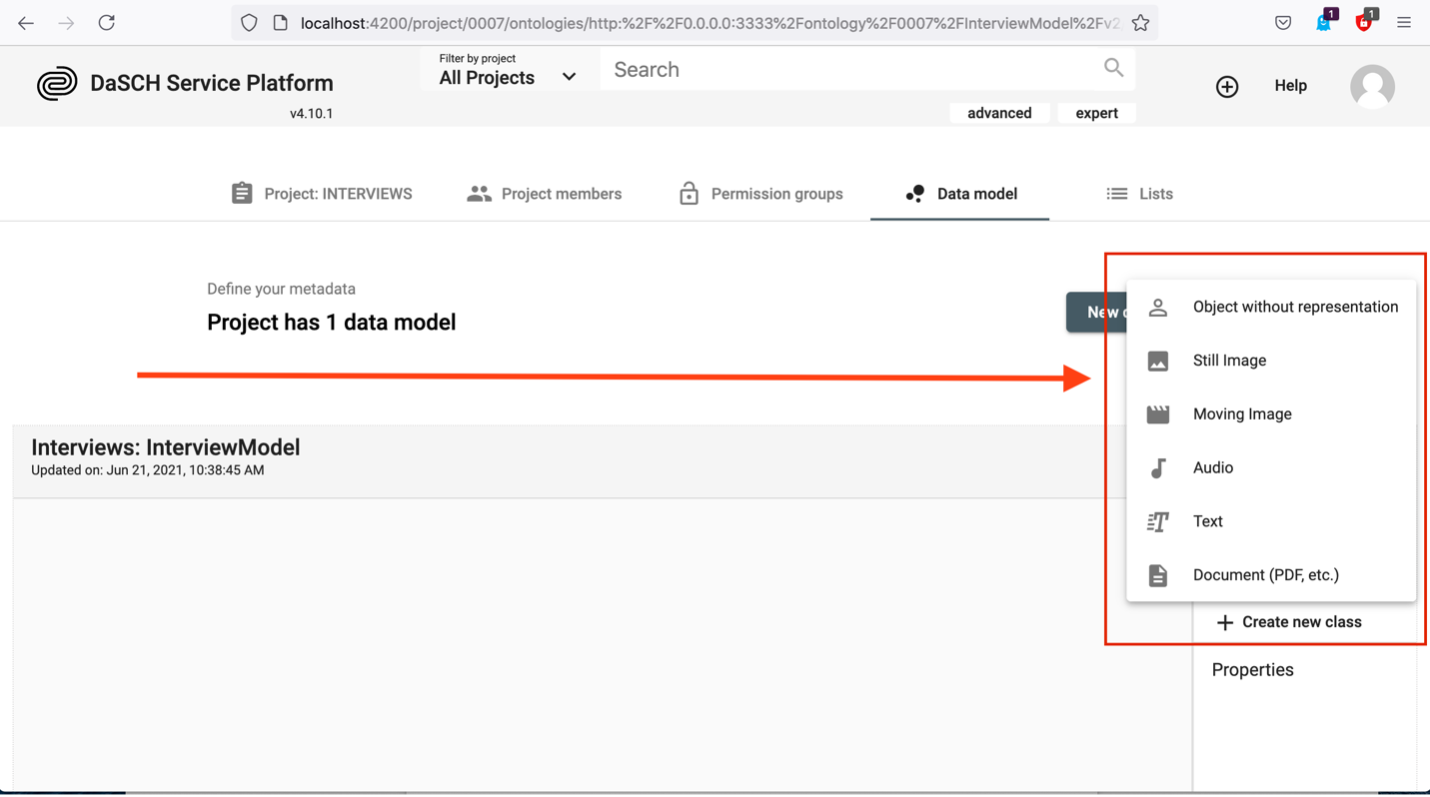 localhost:4200/project/0007/ontologies/http:%2F%2F0.0.0.0:3333%2Fontology%2F0007%2FInterviewModel%2Fv2
1
1
DaSCH Service Platform
v4.10.1
Filter by project
All Projects
Search
advanced
expert
Help
Project: INTERVIEWS
Project members
Permission groups
Data model
Lists
Define your metadata
Project has 1 data model
New
Object without representation
Still Image
Moving Image
Audio
Text
Document (PDF, etc.)
Interviews: InterviewModel
Updated on: Jun 21, 2021, 10:38:45 AM
Create new class
Properties